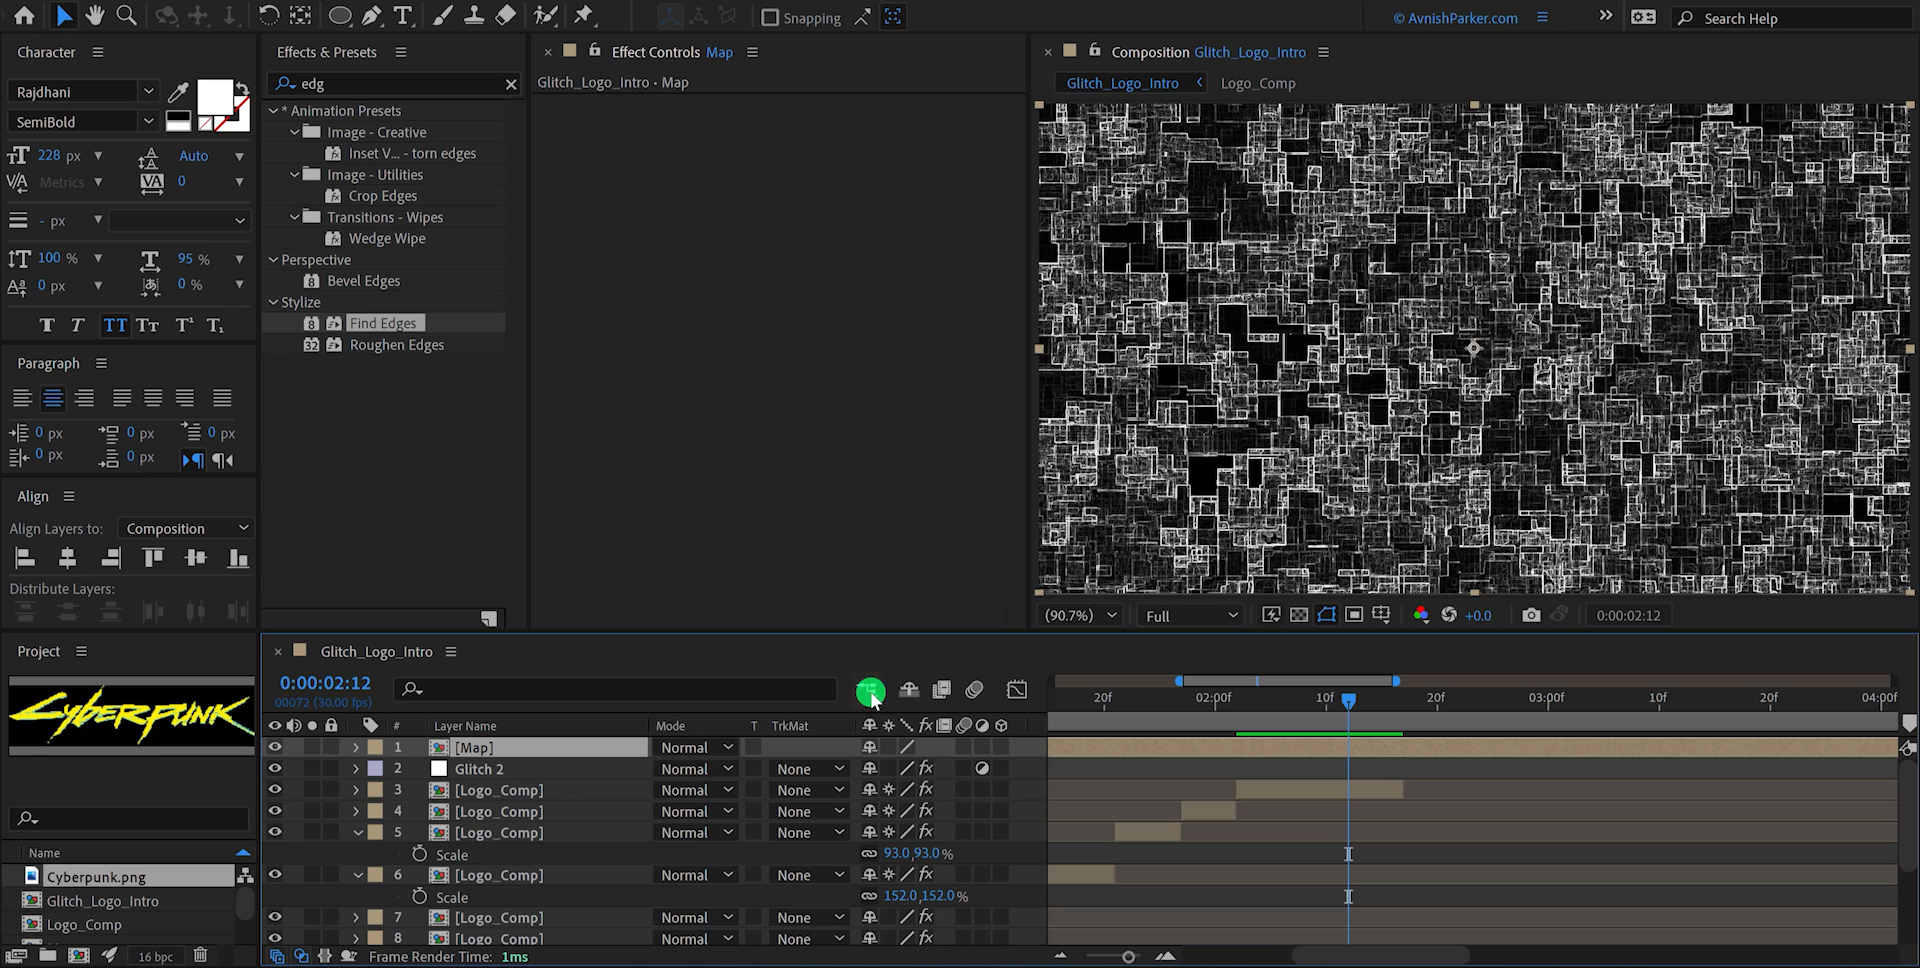 Snapping
© AvnishParker.com
Search Help
Character
Effects & Presets
Effect Controls Map
Composition Glitch_Logo_Intro
Glitch_Logo_Intro • Map
Glitch_Logo_Intro
Logo_Comp
Rajdhani
SemiBold
edg
* Animation Presets
Image - Creative
Inset V... - torn edges
Image - Utilities
Crop Edges
Transitions - Wipes
Wedge Wipe
Perspective
Bevel Edges
Stylize
Find Edges
Roughen Edges
228 px
Auto
Metrics
0
- px
100 %
95 %
0 px
0 %
Paragraph
0 px
0 px
0 px
0 px
0 px
Align
Align Layers to:
Composition
Distribute Layers:
(90.7%)
Full
+0.0
0:00:02:12
Project
CYBERPUNK
Name
Cyberpunk.png
Glitch_Logo_Intro
Logo_Comp
16 bpc
Glitch_Logo_Intro
0:00:02:12
00072 (30.00 fps)
20f
02:00f
10f
20f
03:00f
10f
20f
04:00f
#
Layer Name
Mode
T
TrkMat
1 [Map] Normal
2 Glitch 2 Normal None
3 [Logo_Comp] Normal None
4 [Logo_Comp] Normal None
5 [Logo_Comp] Normal None
Scale 93.0,93.0%
6 [Logo_Comp] Normal None
Scale 152.0,152.0%
7 [Logo_Comp] Normal None
8 [Logo_Comp] Normal None
Frame Render Time: 1ms